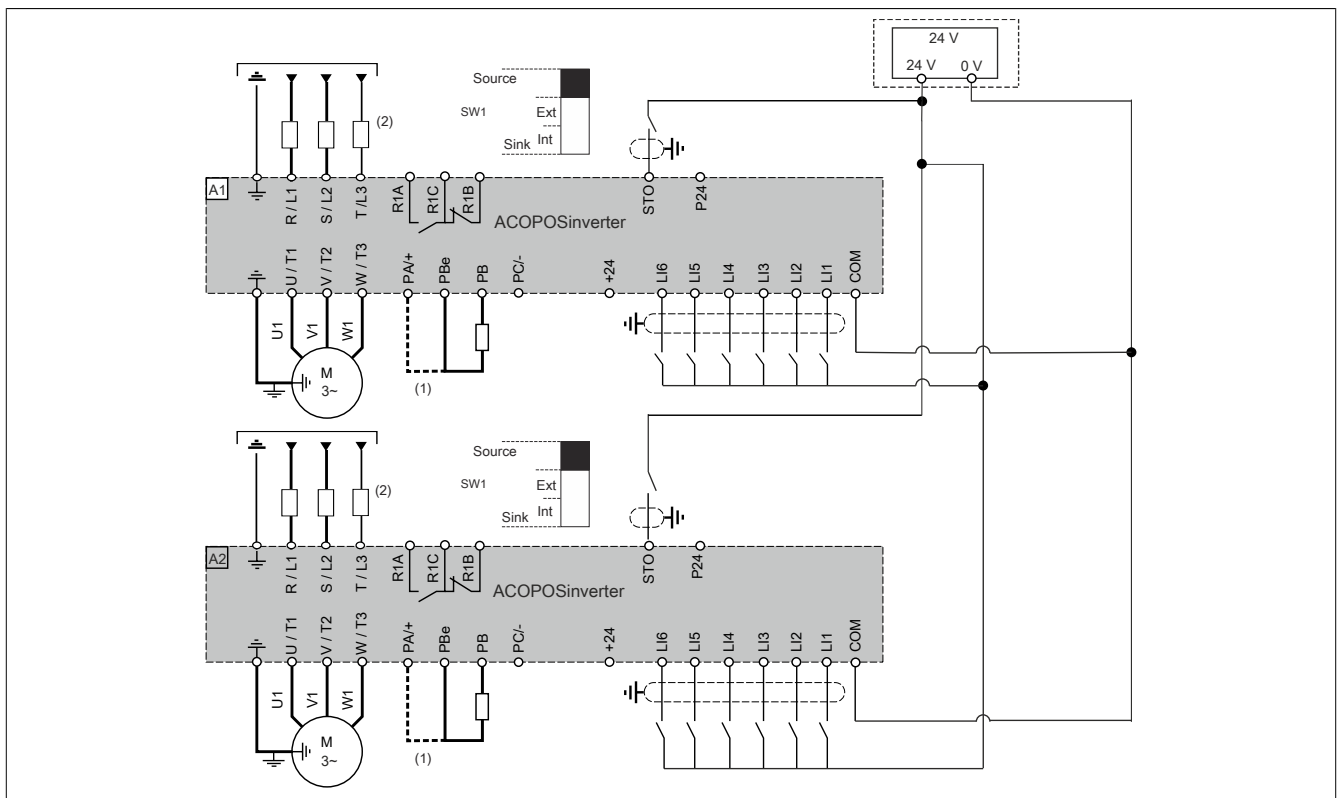 24 V
24 V 0 V
Source
SW1 Ext
Sink Int
(2)
A1
R / L1
S / L2
T /L3
R1A
R1C
R1B
STO
P24
ACOPOSinverter
U / T1
V / T2
W / T3
PA/+
PBe
PB
PC/-
+24
LI6
LI5
LI4
LI3
LI2
LI1
COM
U1
V1
W1
M
3~
(1)
Source
SW1 Ext
Sink Int
(2)
A2
R / L1
S / L2
T / L3
R1A
R1C
R1B
STO
P24
ACOPOSinverter
U / T1
V / T2
W / T3
PA/+
PBe
PB
PC/-
+24
LI6
LI5
LI4
LI3
LI2
LI1
COM
U1
V1
W1
M
3~
(1)